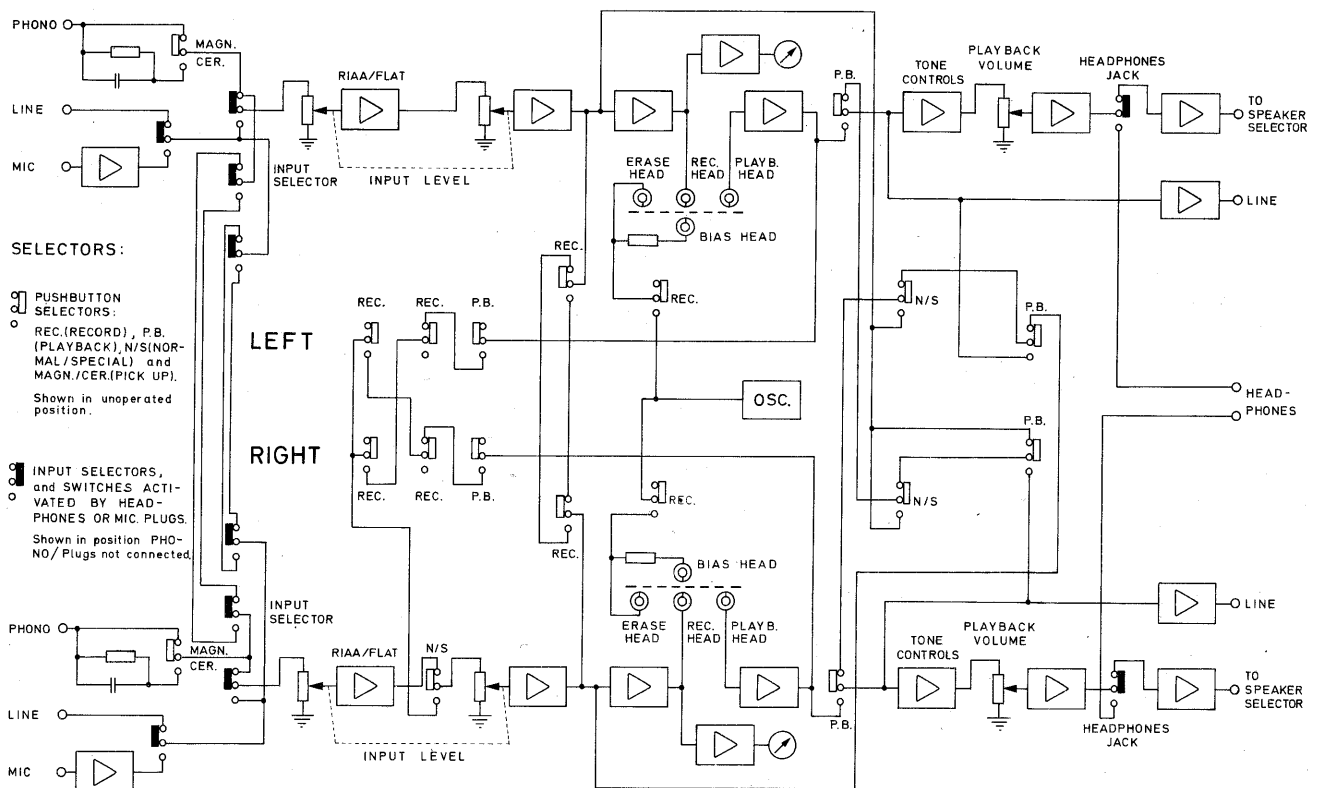 PHONO
MAGN.
CER.
LINE
MIC
INPUT
SELECTOR
RIAA/FLAT
INPUT LEVEL
ERASE
HEAD
REC.
HEAD
PLAYB.
HEAD
BIAS HEAD
P.B.
TONE
CONTROLS
PLAYBACK
VOLUME
HEADPHONES
JACK
TO
SPEAKER
SELECTOR
LINE
SELECTORS:
PUSHBUTTON
SELECTORS:
REC.(RECORD), P.B.
(PLAYBACK), N/S(NOR-
MAL/SPECIAL) and
MAGN./CER.(PICK UP).
Shown in unoperated
position.
INPUT SELECTORS,
and SWITCHES ACTI-
VATED BY HEAD-
PHONES OR MIC. PLUGS.
Shown in position PHO-
NO/Plugs not connected.
REC.
REC.
REC.
REC.
P.B.
LEFT
N/S
P.B.
OSC.
HEAD-
PHONES
RIGHT
REC.
REC.
P.B.
REC.
REC.
P.B.
N/S
BIAS HEAD
ERASE
HEAD
REC.
HEAD
PLAYB.
HEAD
PHONO
MAGN.
CER.
LINE
MIC
INPUT
SELECTOR
RIAA/FLAT
N/S
INPUT LEVEL
P.B.
TONE
CONTROLS
PLAYBACK
VOLUME
HEADPHONES
JACK
LINE
TO
SPEAKER
SELECTOR